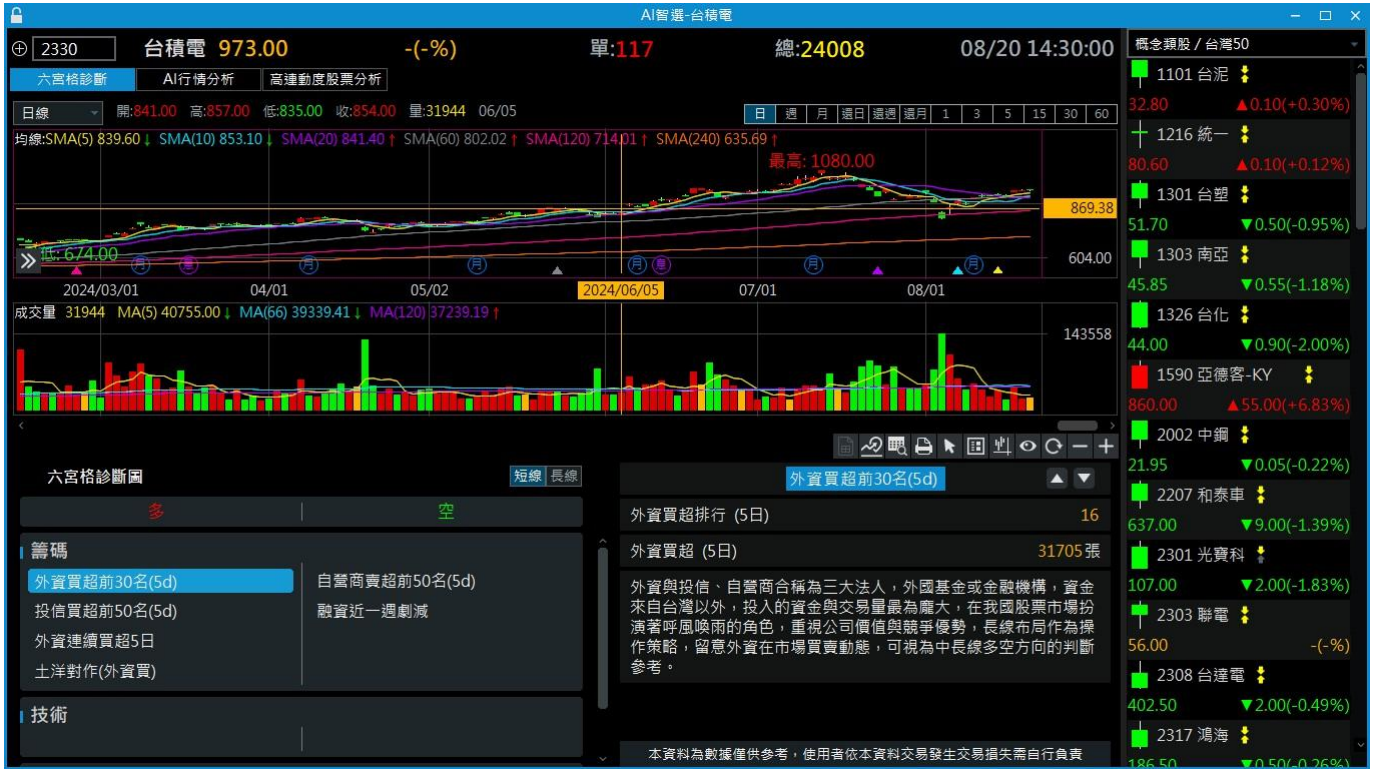 AI智選-台積電
2330 台積電 973.00 -(-%) 單:117 總:24008 08/20 14:30:00
六宮格診斷 AI行情分析 高連動度股票分析
日線 開:841.00 高:857.00 低:835.00 收:854.00 量:31944 06/05
日 週 月 還日 還週 還月 1 3 5 15 30 60
均線:SMA(5) 839.60↓ SMA(10) 853.10↓ SMA(20) 841.40↑ SMA(60) 802.02↑ SMA(120) 714.01↑ SMA(240) 635.69↑
最高: 1080.00
869.38
低: 674.00
604.00
月 章 月 月 月 章 月 月
2024/03/01 04/01 05/02 2024/06/05 07/01 08/01
成交量 31944 MA(5) 40755.00↓ MA(66) 39339.41↓ MA(120) 37239.19↑
143558
六宮格診斷圖 短線 長線
多 空
籌碼
外資買超前30名(5d) 自營商賣超前50名(5d)
投信買超前50名(5d) 融資近一週劇減
外資連續買超5日
土洋對作(外資買)
技術
外資買超前30名(5d) ▲ ▼
外資買超排行 (5日) 16
外資買超 (5日) 31705張
外資與投信、自營商合稱為三大法人，外國基金或金融機構，資金
來自台灣以外，投入的資金與交易量最為龐大，在我國股票市場扮
演著呼風喚雨的角色，重視公司價值與競爭優勢，長線布局作為操
作策略，留意外資在市場買賣動態，可視為中長線多空方向的判斷
參考。
本資料為數據僅供參考，使用者依本資料交易發生交易損失需自行負責
概念類股 / 台灣50
1101 台泥
32.80 ▲0.10(+0.30%)
1216 統一
80.60 ▲0.10(+0.12%)
1301 台塑
51.70 ▼0.50(-0.95%)
1303 南亞
45.85 ▼0.55(-1.18%)
1326 台化
44.00 ▼0.90(-2.00%)
1590 亞德客-KY
860.00 ▲55.00(+6.83%)
2002 中鋼
21.95 ▼0.05(-0.22%)
2207 和泰車
637.00 ▼9.00(-1.39%)
2301 光寶科
107.00 ▼2.00(-1.83%)
2303 聯電
56.00 -(-%)
2308 台達電
402.50 ▼2.00(-0.49%)
2317 鴻海
186.50 ▼0.50(-0.26%)